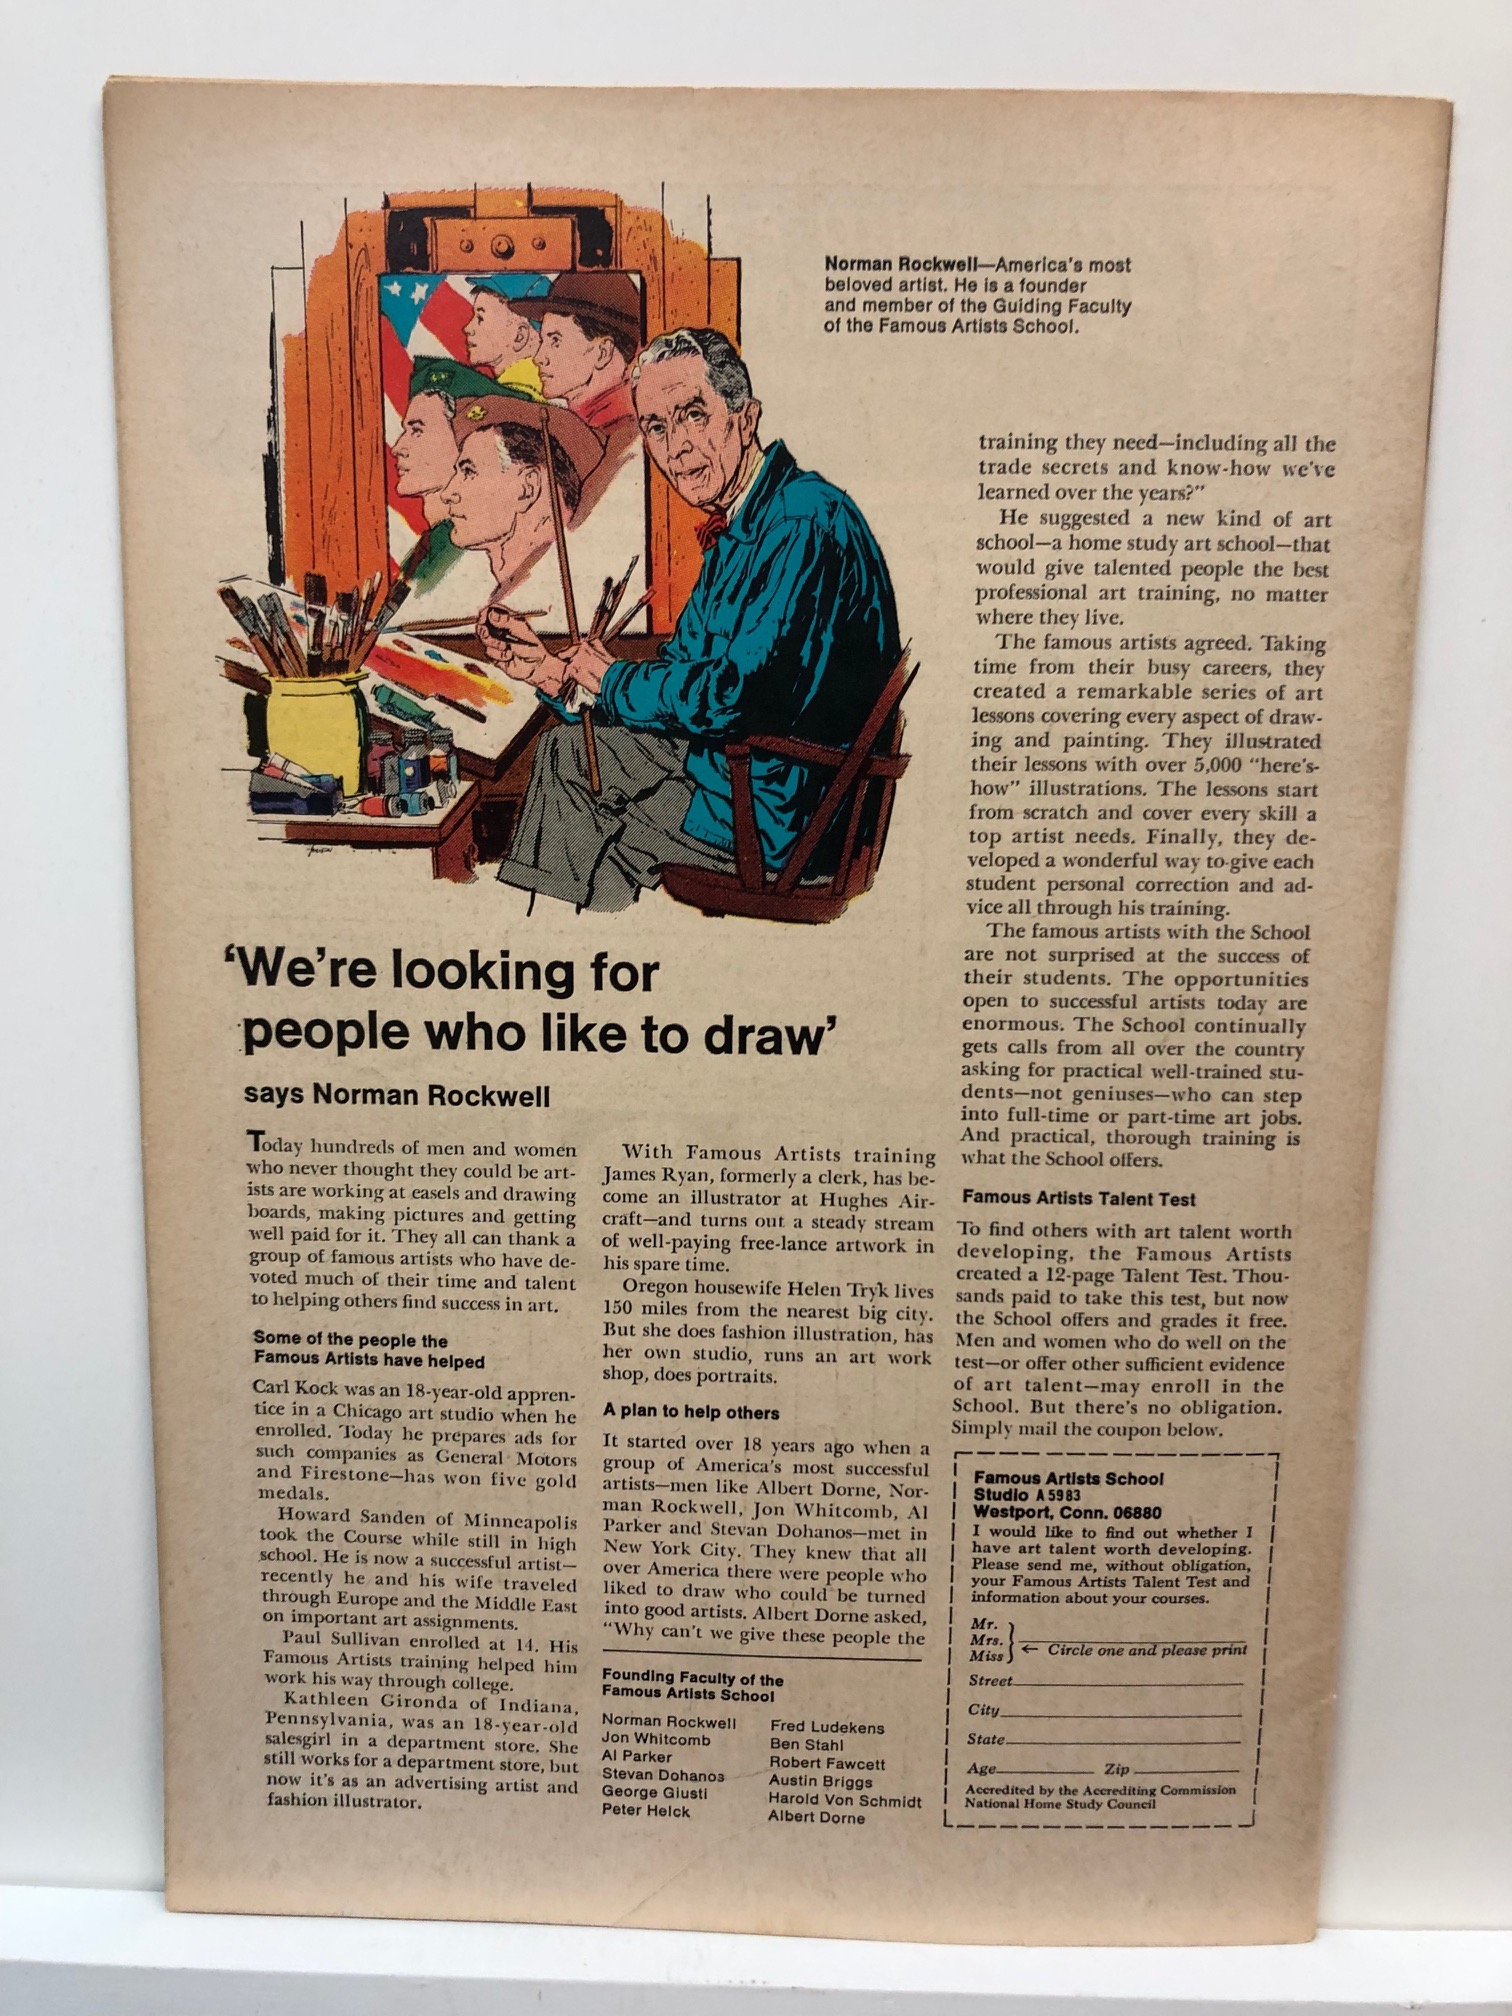 Norman Rockwell—America's most
beloved artist. He is a founder
and member of the Guiding Faculty
of the Famous Artists School.
'We're looking for
people who like to draw'
says Norman Rockwell
Today hundreds of men and women
who never thought they could be art-
ists are working at easels and drawing
boards, making pictures and getting
well paid for it. They all can thank a
group of famous artists who have de-
voted much of their time and talent
to helping others find success in art.
Some of the people the
Famous Artists have helped
Carl Kock was an 18-year-old appren-
tice in a Chicago art studio when he
enrolled. Today he prepares ads for
such companies as General Motors
and Firestone—has won five gold
medals.
Howard Sanden of Minneapolis
took the Course while still in high
school. He is now a successful artist—
recently he and his wife traveled
through Europe and the Middle East
on important art assignments.
Paul Sullivan enrolled at 14. His
Famous Artists training helped him
work his way through college.
Kathleen Gironda of Indiana,
Pennsylvania, was an 18-year-old
salesgirl in a department store. She
still works for a department store, but
now it's as an advertising artist and
fashion illustrator.
With Famous Artists training
James Ryan, formerly a clerk, has be-
come an illustrator at Hughes Air-
craft—and turns out a steady stream
of well-paying free-lance artwork in
his spare time.
Oregon housewife Helen Tryk lives
150 miles from the nearest big city.
But she does fashion illustration, has
her own studio, runs an art work
shop, does portraits.
A plan to help others
It started over 18 years ago when a
group of America's most successful
artists—men like Albert Dorne, Nor-
man Rockwell, Jon Whitcomb, Al
Parker and Stevan Dohanos—met in
New York City. They knew that all
over America there were people who
liked to draw who could be turned
into good artists. Albert Dorne asked,
"Why can't we give these people the
Founding Faculty of the
Famous Artists School
Norman Rockwell
Jon Whitcomb
Al Parker
Stevan Dohanos
George Giusti
Peter Helck
Fred Ludekens
Ben Stahl
Robert Fawcett
Austin Briggs
Harold Von Schmidt
Albert Dorne
training they need—including all the
trade secrets and know-how we've
learned over the years?"
He suggested a new kind of art
school—a home study art school—that
would give talented people the best
professional art training, no matter
where they live.
The famous artists agreed. Taking
time from their busy careers, they
created a remarkable series of art
lessons covering every aspect of draw-
ing and painting. They illustrated
their lessons with over 5,000 "here's-
how" illustrations. The lessons start
from scratch and cover every skill a
top artist needs. Finally, they de-
veloped a wonderful way to give each
student personal correction and ad-
vice all through his training.
The famous artists with the School
are not surprised at the success of
their students. The opportunities
open to successful artists today are
enormous. The School continually
gets calls from all over the country
asking for practical well-trained stu-
dents—not geniuses—who can step
into full-time or part-time art jobs.
And practical, thorough training is
what the School offers.
Famous Artists Talent Test
To find others with art talent worth
developing, the Famous Artists
created a 12-page Talent Test. Thou-
sands paid to take this test, but now
the School offers and grades it free.
Men and women who do well on the
test—or offer other sufficient evidence
of art talent—may enroll in the
School. But there's no obligation.
Simply mail the coupon below.
Famous Artists School
Studio A5983
Westport, Conn. 06880
I would like to find out whether I
have art talent worth developing.
Please send me, without obligation,
your Famous Artists Talent Test and
information about your courses.
Mr.
Mrs.
Miss ← Circle one and please print
Street
City
State
Age Zip
Accredited by the Accrediting Commission
National Home Study Council